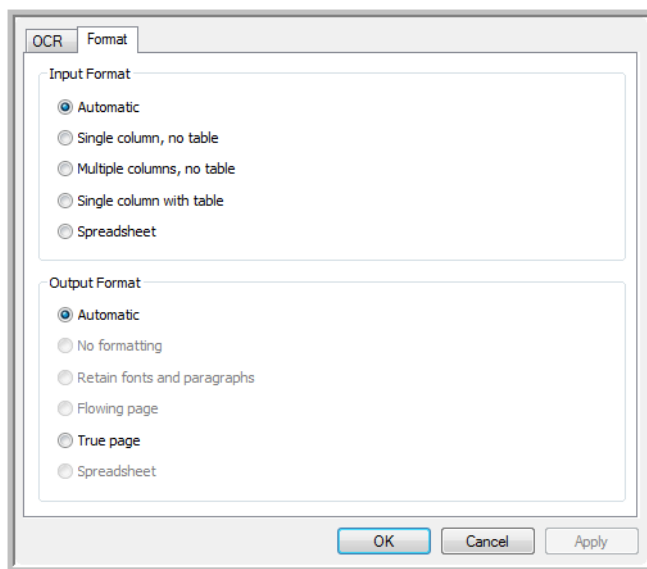 OCR Format
Input Format
Automatic
Single column, no table
Multiple columns, no table
Single column with table
Spreadsheet
Output Format
Automatic
No formatting
Retain fonts and paragraphs
Flowing page
True page
Spreadsheet
OK Cancel Apply